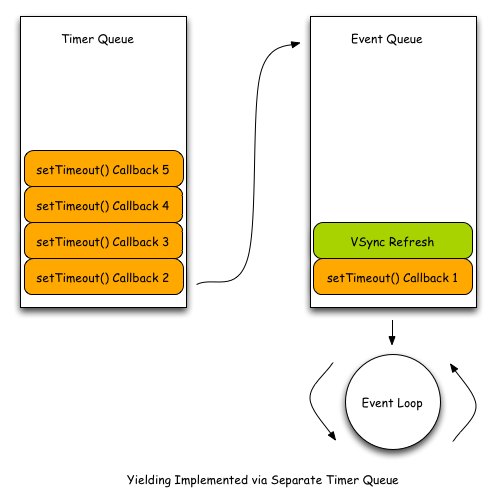 Timer Queue
setTimeout() Callback 5
setTimeout() Callback 4
setTimeout() Callback 3
setTimeout() Callback 2
Event Queue
VSync Refresh
setTimeout() Callback 1
Event Loop
Yielding Implemented via Separate Timer Queue